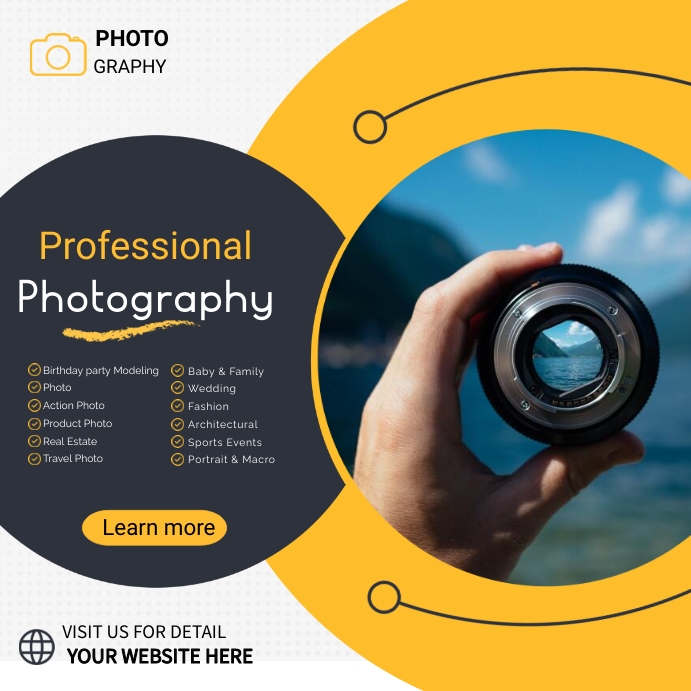 PHOTO
GRAPHY
Professional
Photography
Birthday party Modeling
Photo
Action Photo
Product Photo
Real Estate
Travel Photo
Baby & Family
Wedding
Fashion
Architectural
Sports Events
Portrait & Macro
Learn more
VISIT US FOR DETAIL
YOUR WEBSITE HERE